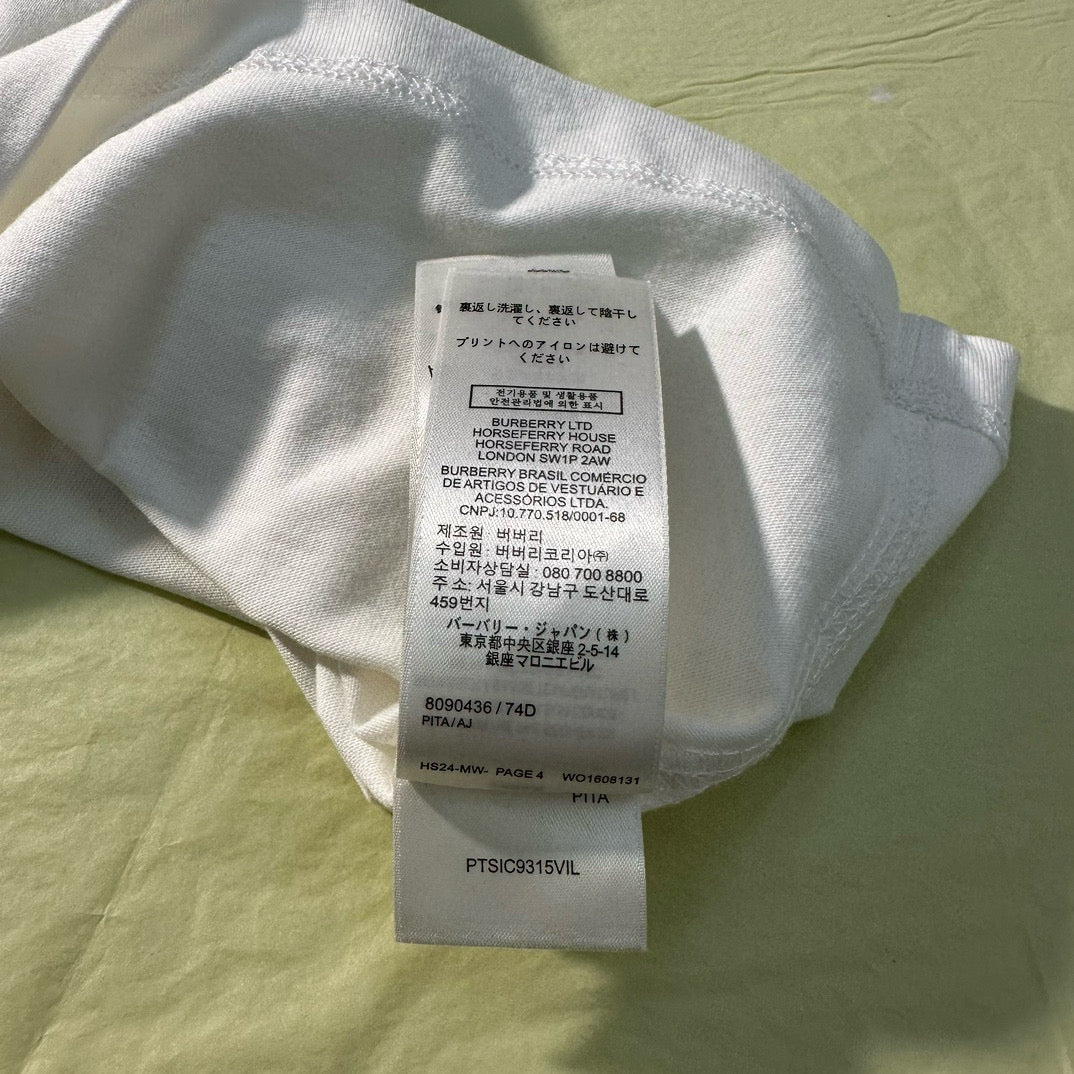 裏返し洗濯し、裏返して陰干し
てください
プリントへのアイロンは避けて
ください
전기용품 및 생활용품
안전관리법에 의한 표시
BURBERRY LTD
HORSEFERRY HOUSE
HORSEFERRY ROAD
LONDON SW1P 2AW
BURBERRY BRASIL COMÉRCIO
DE ARTIGOS DE VESTUÁRIO E
ACESSÓRIOS LTDA.
CNPJ:10.770.518/0001-68
제조원 버버리
수입원 : 버버리코리아㈜
소비자상담실 : 080 700 8800
주 소: 서울시 강남구 도산대로
459번지
バーバリー・ジャパン(株)
東京都中央区銀座 2-5-14
銀座マロニエビル
8090436 / 74D
PITA/AJ
HS24-MW- PAGE 4 WO1608131
PITA
PTSIC9315VIL